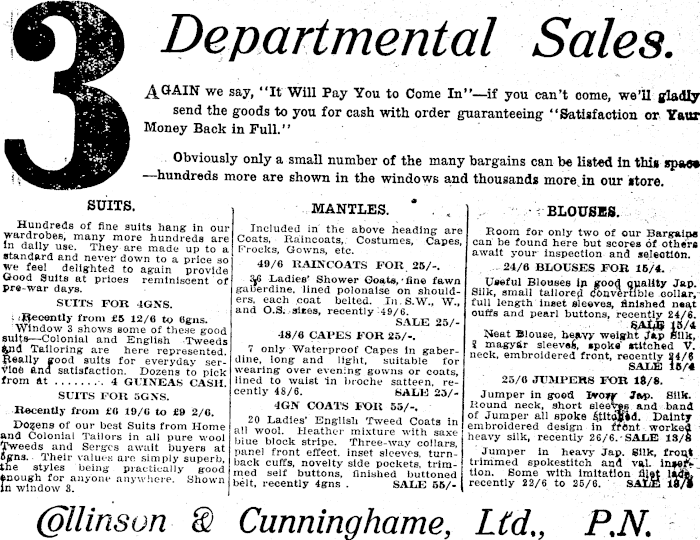 3 Departmental Sales.
AGAIN we say, "It Will Pay You to Come In"—if you can't come, we'll gladly
send the goods to you for cash with order guaranteeing "Satisfaction or Your
Money Back in Full."
Obviously only a small number of the many bargains can be listed in this space
—hundreds more are shown in the windows and thousands more in our store.
SUITS.
Hundreds of fine suits hang in our
wardrobes, many more hundreds are
in daily use. They are made up to a
standard and never down to a price so
we feel delighted to again provide
Good Suits at prices reminiscent of
pre-war days.
SUITS FOR 4GNS.
Recently from £5 12/6 to 6gns.
Window 3 shows some of these good
suits—Colonial and English Tweeds
and Tailoring are here represented.
Really good suits for everyday ser-
vice and satisfaction. Dozens to pick
from at ........ 4 GUINEAS CASH.
SUITS FOR 5GNS.
Recently from £6 19/6 to £9 2/6.
Dozens of our best Suits from Home
and Colonial Tailors in all pure wool
Tweeds and Serges await buyers at
5gns. Their values are simply superb,
the styles being practically good
enough for anyone anywhere. Shown
in window 3.
MANTLES.
Included in the above heading are
Coats, Raincoats, Costumes, Capes,
Frocks, Gowns, etc.
49/6 RAINCOATS FOR 25/-.
36 Ladies' Shower Coats, fine fawn
gaberdine, lined polonaise on should-
ers, each coat belted. In S.W., W.,
and O.S. sizes, recently 49/6.
SALE 25/-
48/6 CAPES FOR 25/-.
7 only Waterproof Capes in gaber-
dine, long and light, suitable for
wearing over evening gowns or coats,
lined to waist in broche satteen, re-
cently 48/6. SALE 25/-
4GN COATS FOR 55/-.
20 Ladies' English Tweed Coats in
all wool. Heather mixture with saxe
blue block stripe. Three-way collars,
panel front effect, inset sleeves, turn-
back cuffs, novelty side pockets, trim-
med self buttons, finished buttoned
belt, recently 4gns . SALE 55/-
BLOUSES.
Room for only two of our Bargains
can be found here but scores of others
await your inspection and selection.
24/6 BLOUSES FOR 15/4.
Useful Blouses in good quality Jap.
Silk, small tailored convertible collar,
full length inset sleeves, finished neat
cuffs and pearl buttons, recently 24/6.
SALE 15/4
Neat Blouse, heavy weight Jap Silk,
magyar sleeves, spoke stitched V.
neck, embroidered front, recently 24/6
SALE 15/4
25/6 JUMPERS FOR 18/8.
Jumper in good Ivory Jap. Silk.
Round neck, short sleeves and band
of Jumper all spoke stitched. Dainty
embroidered design in front worked
heavy silk, recently 26/6. SALE 13/8
Jumper in heavy Jap. Silk, front
trimmed spokestitch and val. inser-
tion. Some with imitation filet lace,
recently 22/6 to 25/6. SALE 18/8
Collinson & Cunninghame, Ltd., P.N.